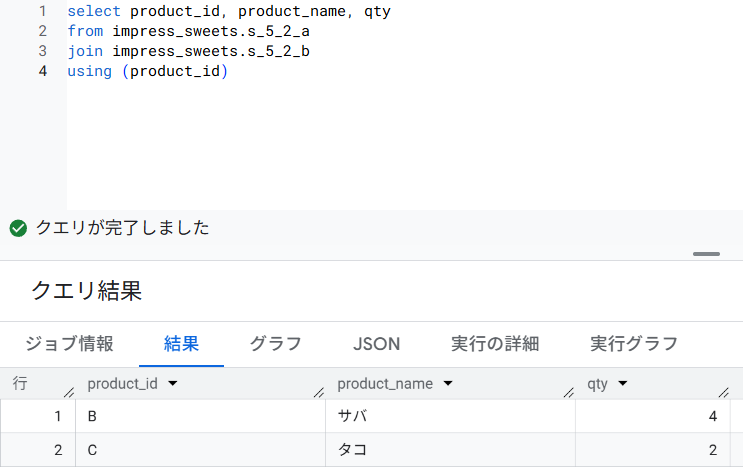 1 select product_id, product_name, qty
2 from impress_sweets.s_5_2_a
3 join impress_sweets.s_5_2_b
4 using (product_id)
クエリが完了しました
クエリ結果
ジョブ情報 結果 グラフ JSON 実行の詳細 実行グラフ
行 product_id product_name qty
1 B サバ 4
2 C タコ 2